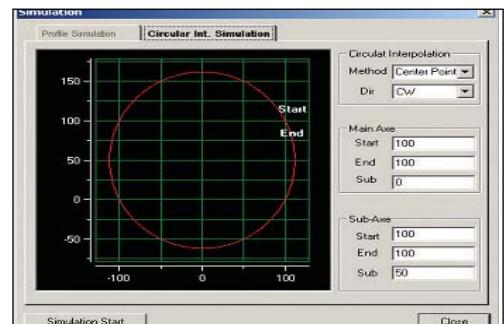 Simulation
Profile Simulation Circular Int. Simulation
150
100
50
0
-50
-100 0 100
Start
End
Circulat Interpolation
Method Center Point
Dir CW
Main Axe
Start 100
End 100
Sub 0
Sub-Axe
Start 100
End 100
Sub 50
Simulation Start Close